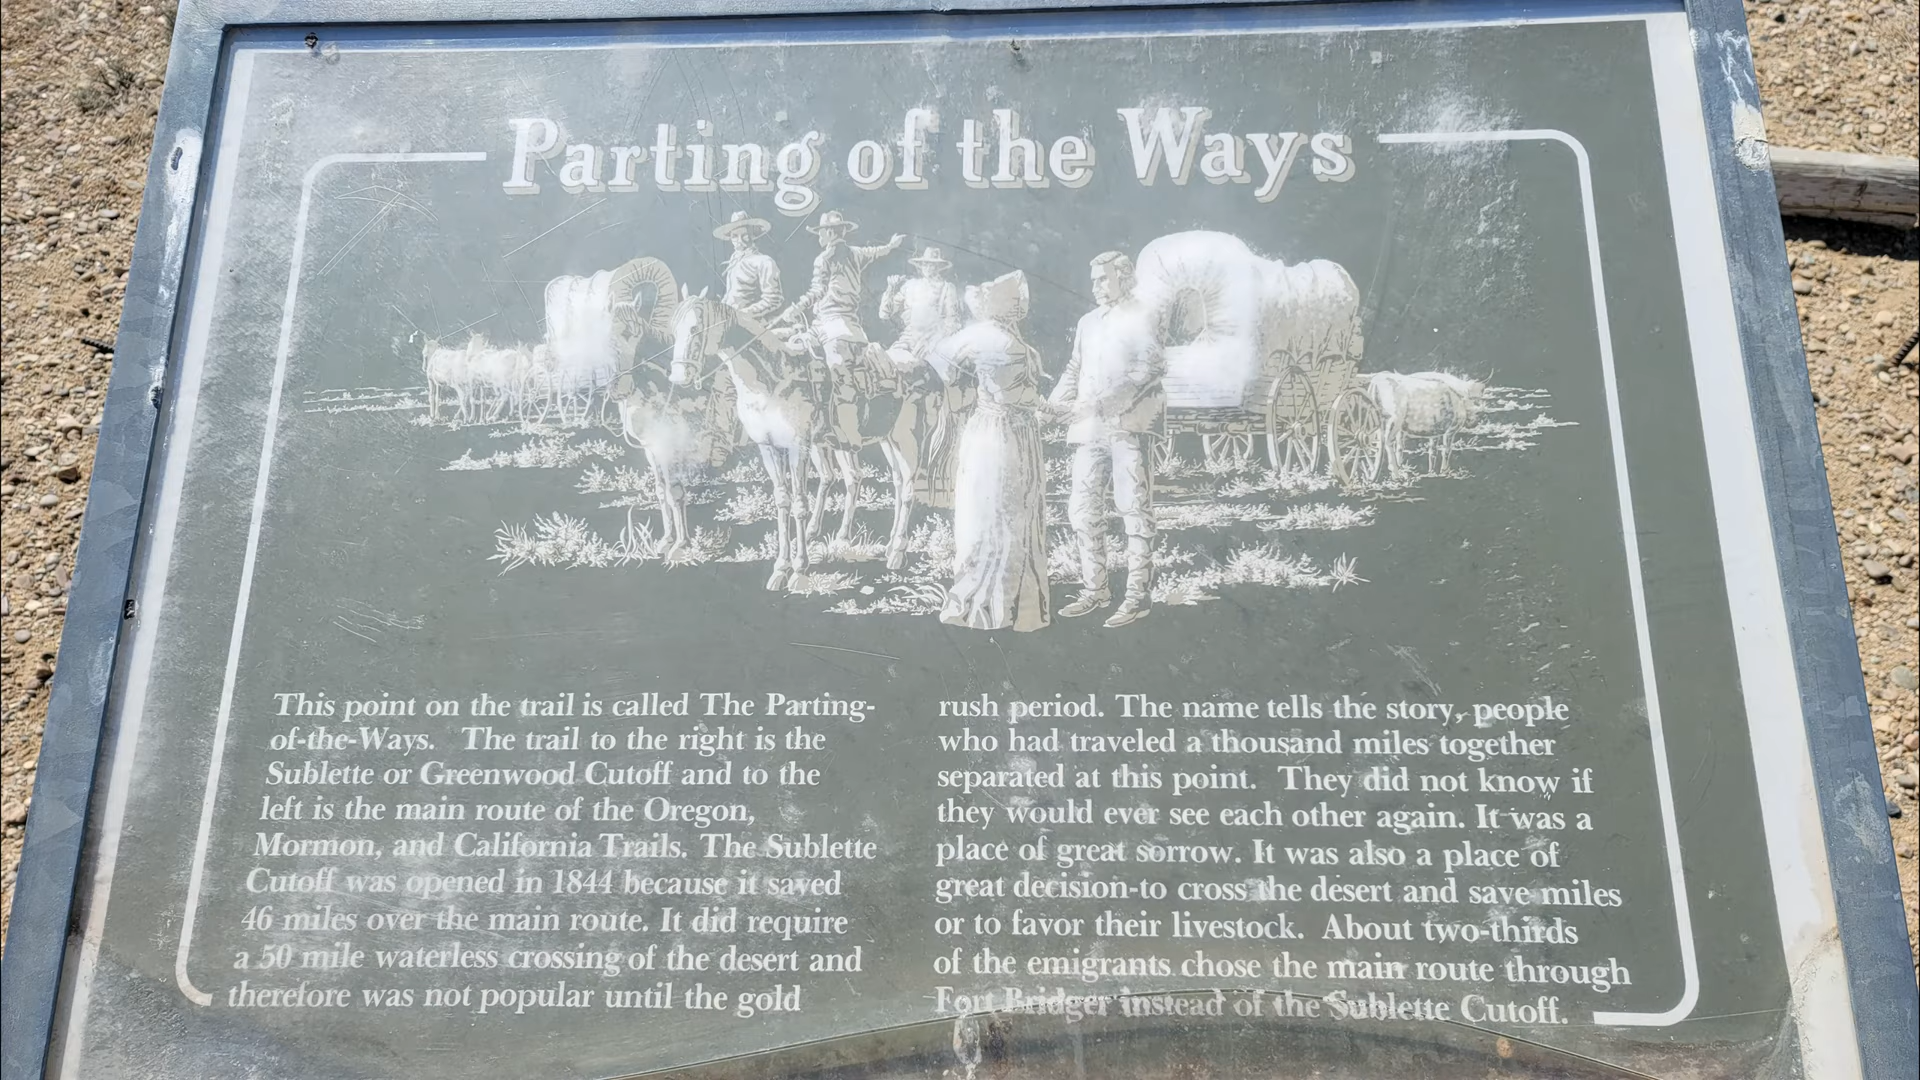 Parting of the Ways
This point on the trail is called The Parting-
of-the-Ways. The trail to the right is the
Sublette or Greenwood Cutoff and to the
left is the main route of the Oregon,
Mormon, and California Trails. The Sublette
Cutoff was opened in 1844 because it saved
46 miles over the main route. It did require
a 50 mile waterless crossing of the desert and
therefore was not popular until the gold
rush period. The name tells the story, people
who had traveled a thousand miles together
separated at this point. They did not know if
they would ever see each other again. It was a
place of great sorrow. It was also a place of
great decision-to cross the desert and save miles
or to favor their livestock. About two-thirds
of the emigrants chose the main route through
Fort Bridger instead of the Sublette Cutoff.